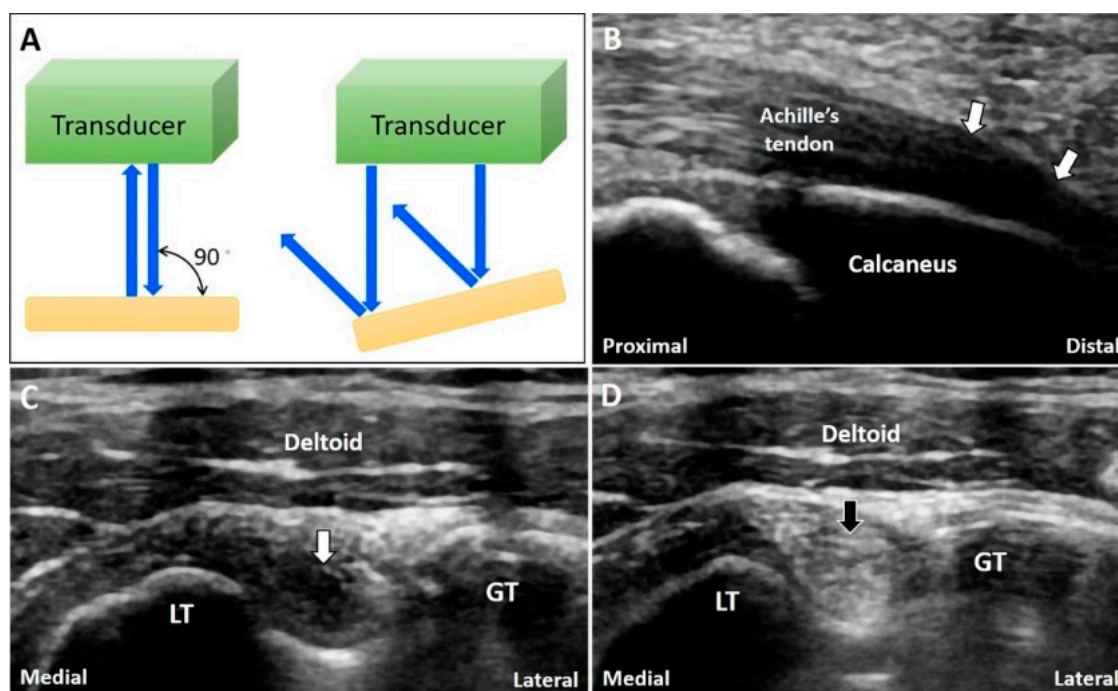 A
Transducer
Transducer
90°
B
Achille's
tendon
Calcaneus
Proximal
Distal
C
Deltoid
LT
GT
Medial
Lateral
D
Deltoid
LT
GT
Medial
Lateral